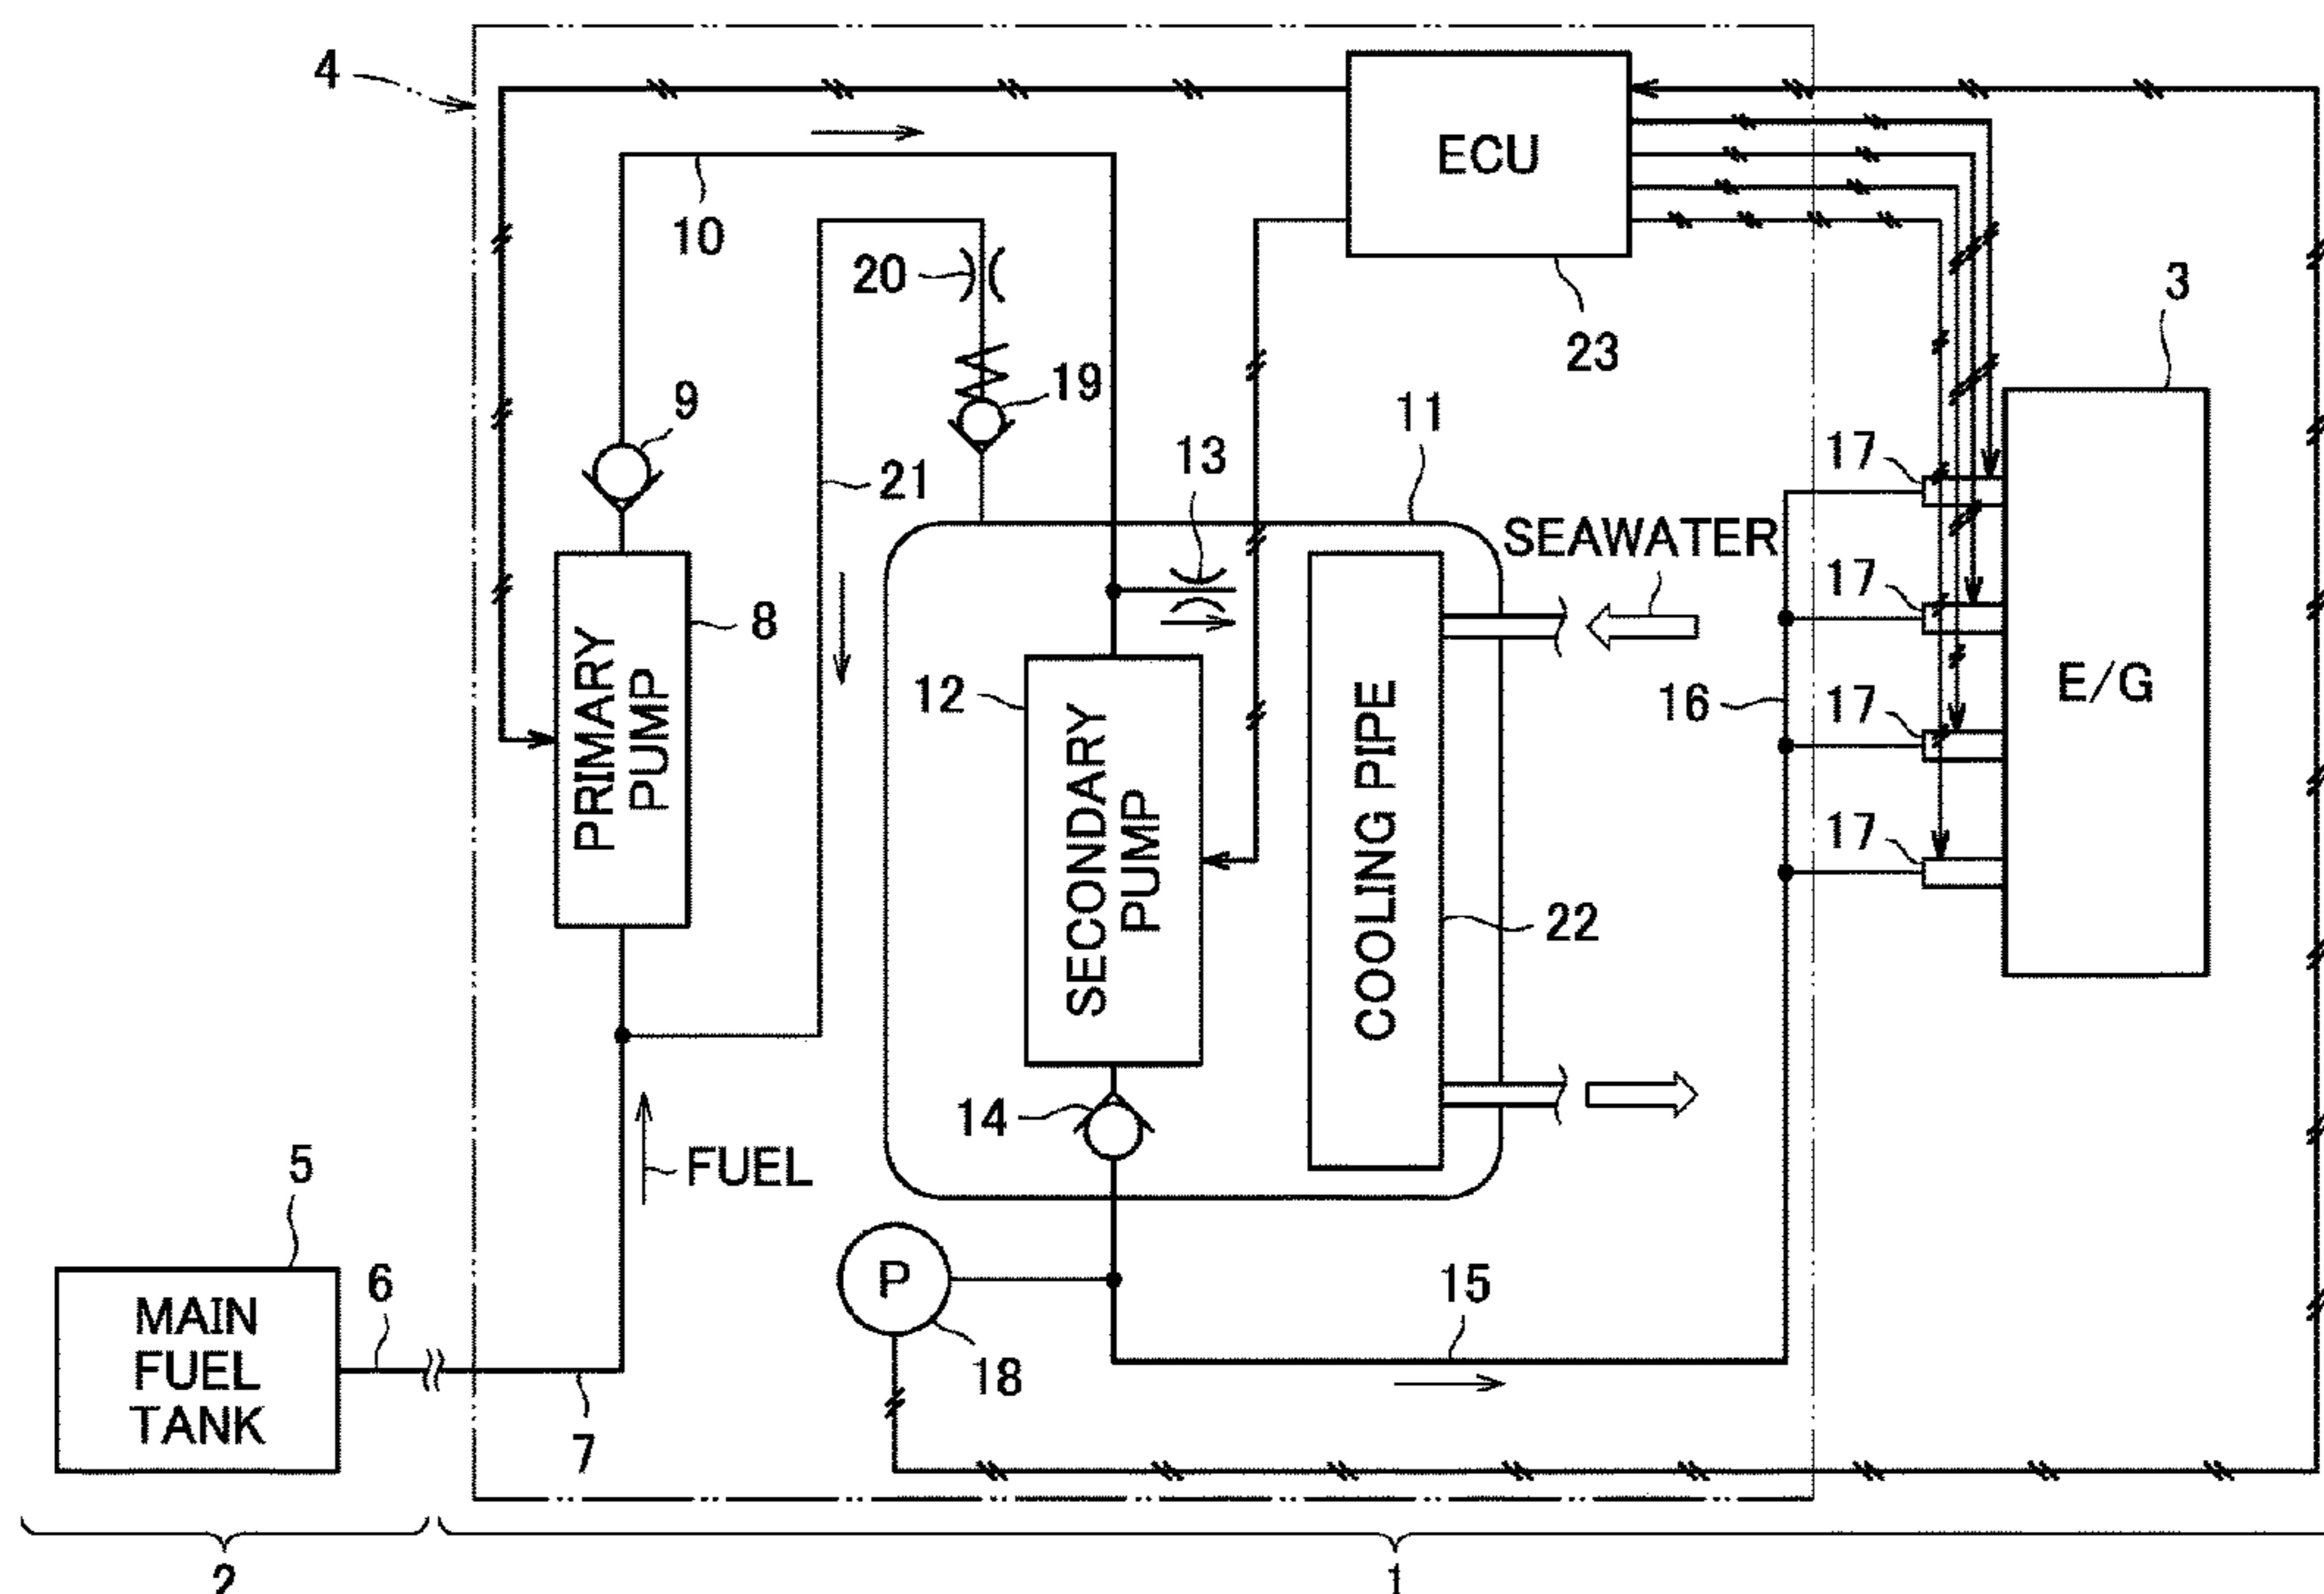 4
ECU
10
20
23
3
9
19
11
13
21
17
SEAWATER
8
17
PRIMARY
PUMP
12
SECONDARY
PUMP
COOLING PIPE
16
17
E/G
17
22
14
FUEL
5
6
MAIN
FUEL
TANK
P
18
15
7
2
1